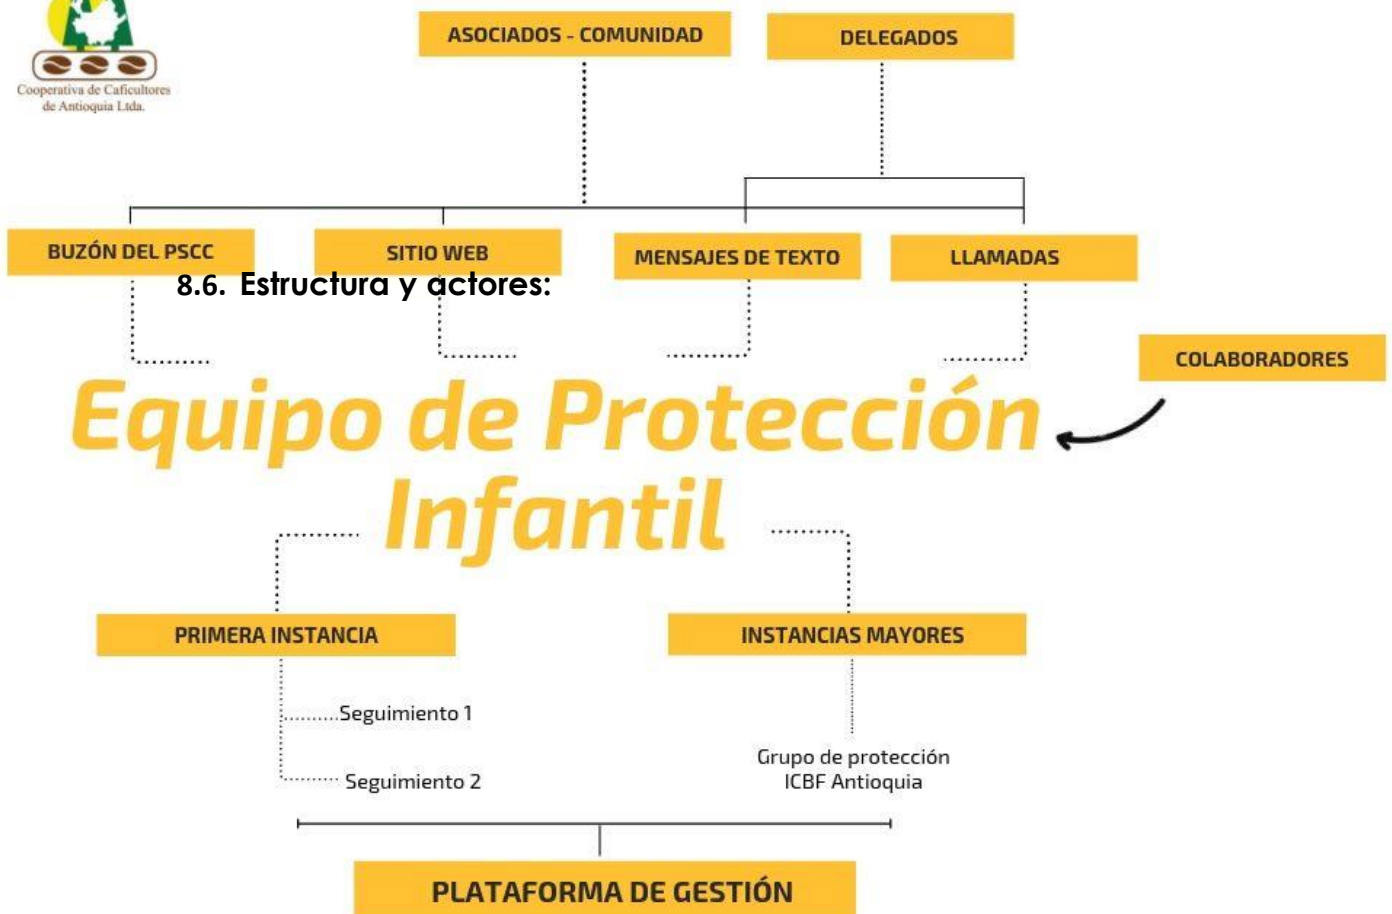 ASOCIADOS - COMUNIDAD
DELEGADOS
Cooperativa de Caficultores
de Antioquia Ltda.
BUZÓN DEL PSCC
SITIO WEB
MENSAJES DE TEXTO
LLAMADAS
8.6. Estructura y actores:
COLABORADORES
Equipo de Protección
Infantil
PRIMERA INSTANCIA
INSTANCIAS MAYORES
Seguimiento 1
Seguimiento 2
Grupo de protección
ICBF Antioquia
PLATAFORMA DE GESTIÓN